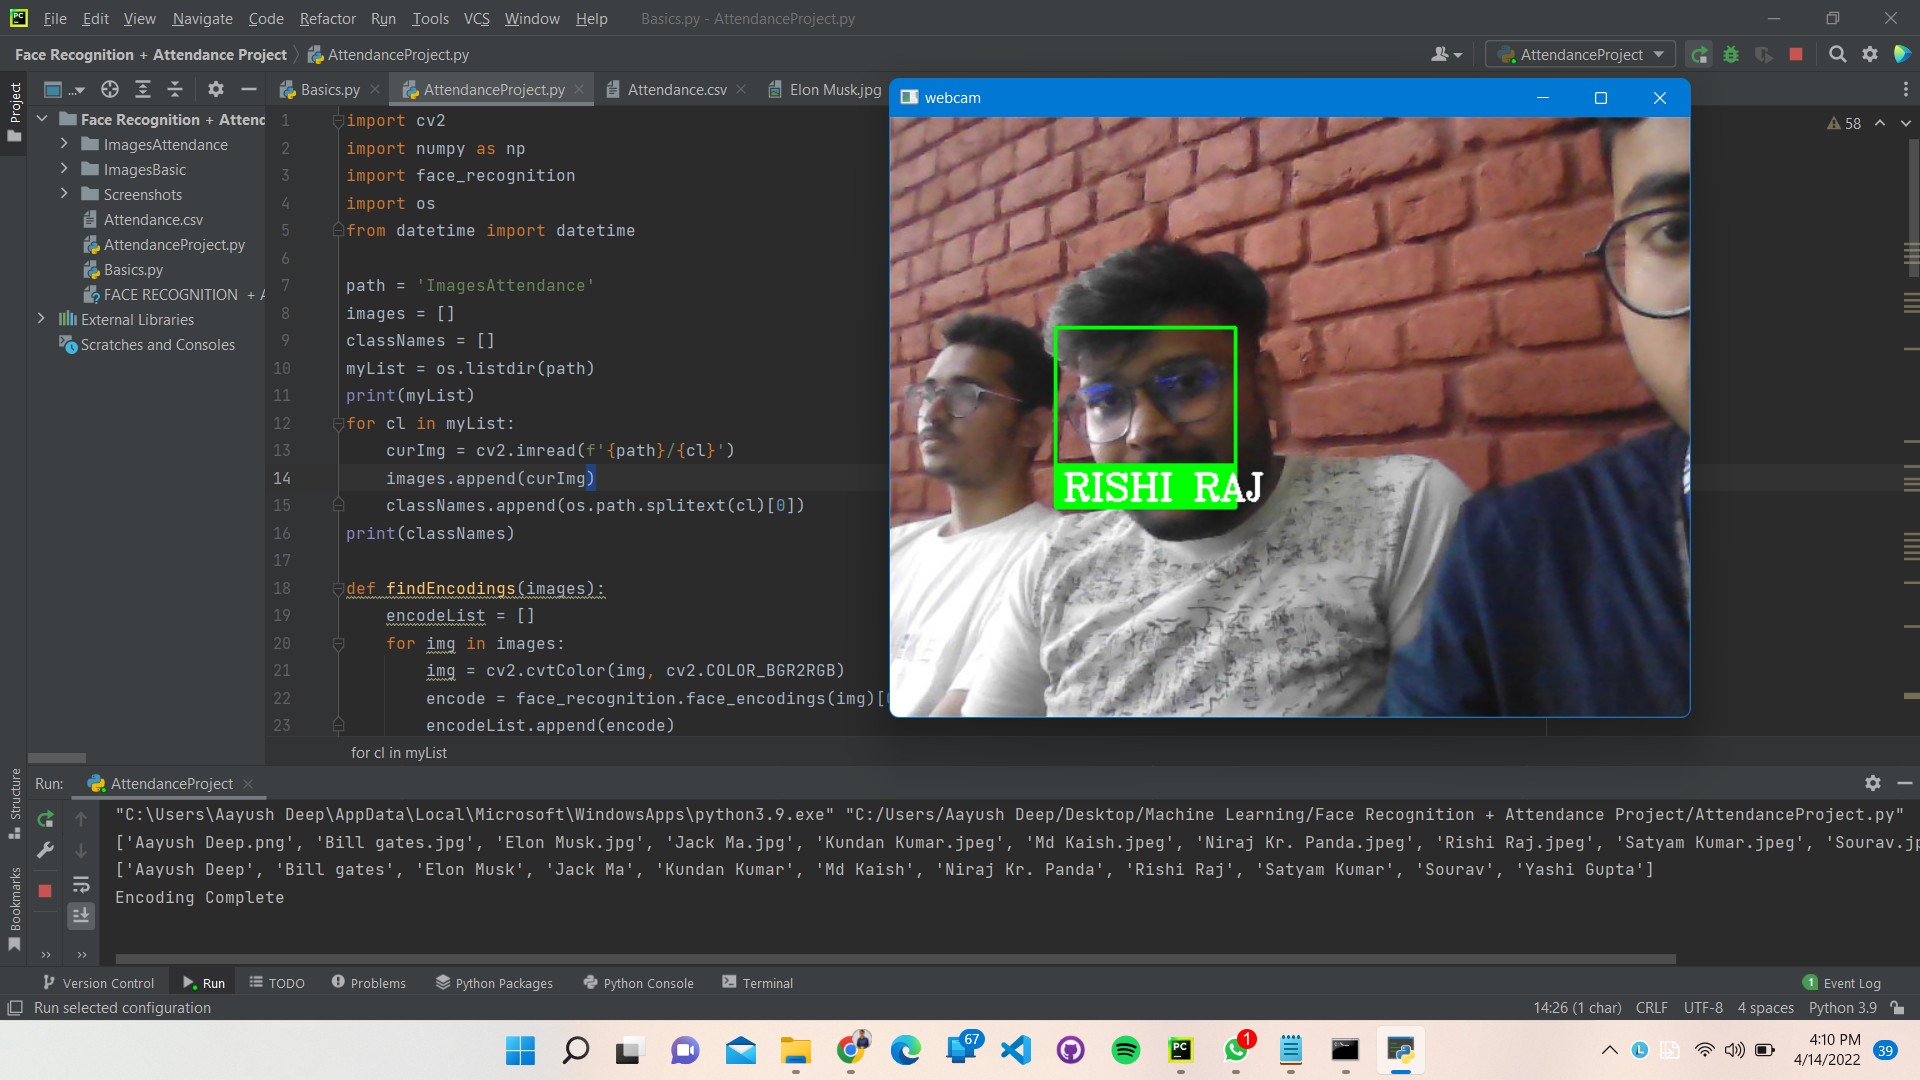 File Edit View Navigate Code Refactor Run Tools VCS Window Help Basics.py - AttendanceProject.py
Face Recognition + Attendance Project AttendanceProject.py AttendanceProject
... Basics.py AttendanceProject.py Attendance.csv Elon Musk.jpg
webcam
Project
Face Recognition + Attend
ImagesAttendance
ImagesBasic
Screenshots
Attendance.csv
AttendanceProject.py
Basics.py
FACE RECOGNITION + A
External Libraries
Scratches and Consoles
58
1 import cv2
2 import numpy as np
3 import face_recognition
4 import os
5 from datetime import datetime
6
7 path = 'ImagesAttendance'
8 images = []
9 classNames = []
10 myList = os.listdir(path)
11 print(myList)
12 for cl in myList:
13 curImg = cv2.imread(f'{path}/{cl}')
14 images.append(curImg)
15 classNames.append(os.path.splitext(cl)[0])
16 print(classNames)
17
18 def findEncodings(images):
19 encodeList = []
20 for img in images:
21 img = cv2.cvtColor(img, cv2.COLOR_BGR2RGB)
22 encode = face_recognition.face_encodings(img)[
23 encodeList.append(encode)
RISHI RAJ
for cl in myList
Structure
Bookmarks
Run: AttendanceProject
"C:\Users\Aayush Deep\AppData\Local\Microsoft\WindowsApps\python3.9.exe" "C:/Users/Aayush Deep/Desktop/Machine Learning/Face Recognition + Attendance Project/AttendanceProject.py"
['Aayush Deep.png', 'Bill gates.jpg', 'Elon Musk.jpg', 'Jack Ma.jpg', 'Kundan Kumar.jpeg', 'Md Kaish.jpeg', 'Niraj Kr. Panda.jpeg', 'Rishi Raj.jpeg', 'Satyam Kumar.jpeg', 'Sourav.jp
['Aayush Deep', 'Bill gates', 'Elon Musk', 'Jack Ma', 'Kundan Kumar', 'Md Kaish', 'Niraj Kr. Panda', 'Rishi Raj', 'Satyam Kumar', 'Sourav', 'Yashi Gupta']
Encoding Complete
Version Control Run TODO Problems Python Packages Python Console Terminal 1 Event Log
Run selected configuration 14:26 (1 char) CRLF UTF-8 4 spaces Python 3.9
67 PC 1 L 4:10 PM
4/14/2022 39